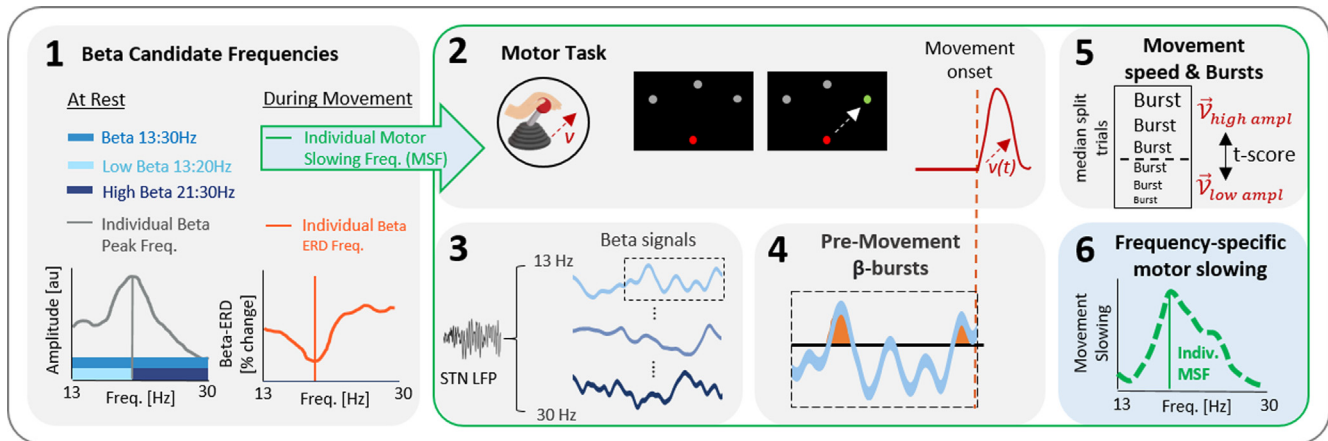 1 Beta Candidate Frequencies
At Rest
During Movement
Beta 13:30Hz
Low Beta 13:20Hz
High Beta 21:30Hz
Individual Motor
Slowing Freq. (MSF)
Individual Beta
Peak Freq.
Individual Beta
ERD Freq.
Amplitude [au]
13
Freq. [Hz]
Beta-ERD
[% change]
13
Freq. [Hz]
30
2 Motor Task
v
Movement
onset
v(t)
3
Beta signals
13 Hz
STN LFP
30 Hz
4 Pre-Movement
β-bursts
5 Movement
speed & Bursts
median split
trials
Burst
Burst
Burst
Burst
Burst
Burst
V⃗high ampl
t-score
V⃗low ampl
6 Frequency-specific
motor slowing
Movement
Slowing
Indiv.
MSF
13
Freq. [Hz]
30